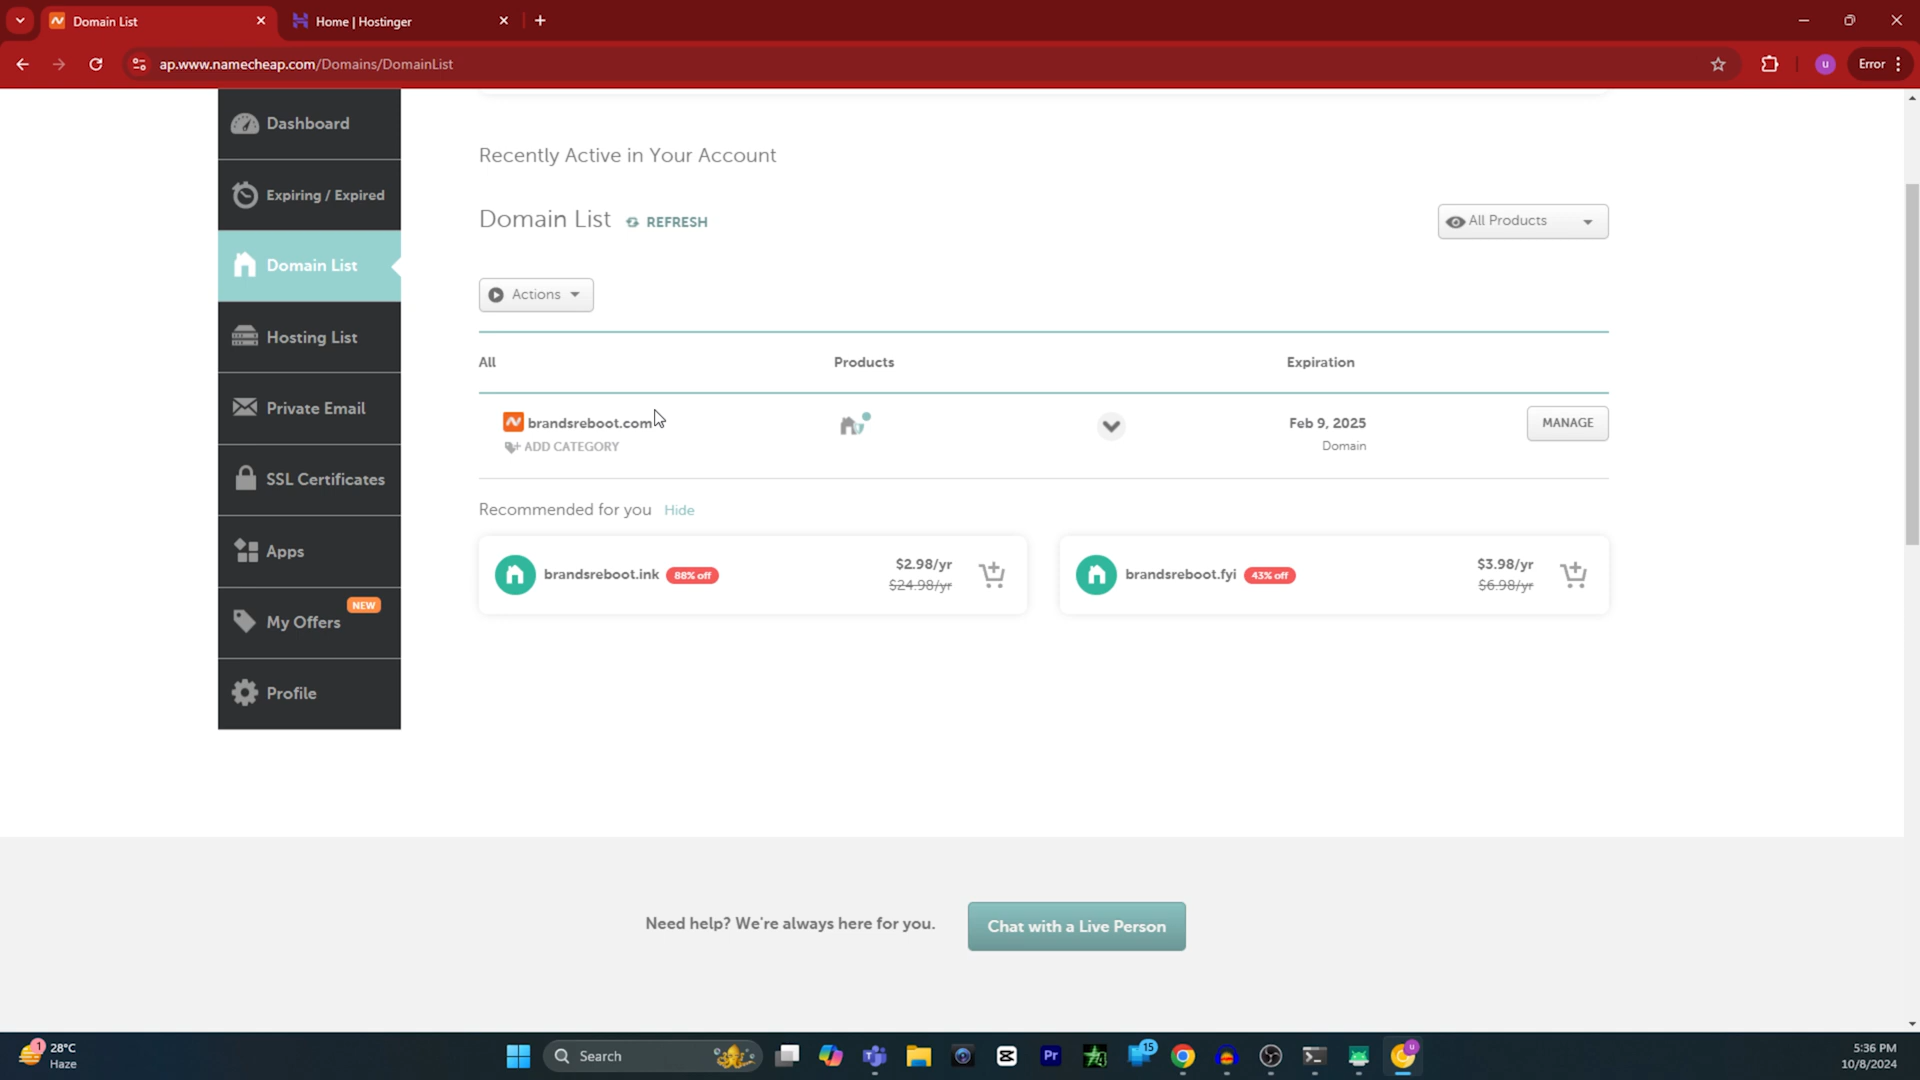 Domain List
Home | Hostinger
ap.www.namecheap.com/Domains/DomainList
u
Error
Dashboard
Expiring / Expired
Domain List
Hosting List
Private Email
SSL Certificates
Apps
NEW
My Offers
Profile
Recently Active in Your Account
Domain List REFRESH
All Products
Actions
All Products Expiration
brandsreboot.com Feb 9, 2025 MANAGE
ADD CATEGORY Domain
Recommended for you Hide
brandsreboot.ink 88% off $2.98/yr
$24.98/yr
brandsreboot.fyi 43% off $3.98/yr
$6.98/yr
Need help? We're always here for you. Chat with a Live Person
1
28°C
Haze
Search
Pr
15
u
5:36 PM
10/8/2024